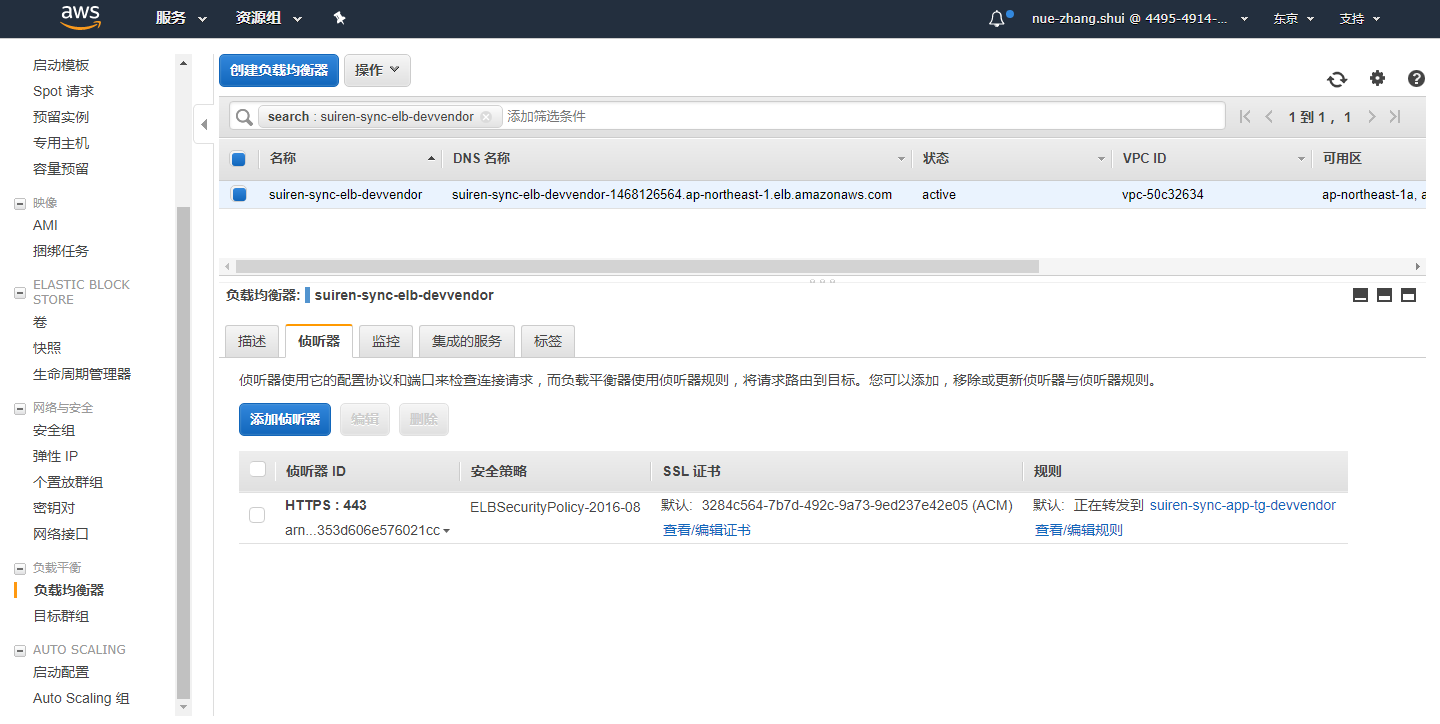 aws 服务 资源组 nue-zhang.shui @ 4495-4914-... 东京 支持
启动模板
Spot 请求
预留实例
专用主机
容量预留
映像
AMI
捆绑任务
ELASTIC BLOCK
STORE
卷
快照
生命周期管理器
网络与安全
安全组
弹性 IP
个置放群组
密钥对
网络接口
负载平衡
负载均衡器
目标群组
AUTO SCALING
启动配置
Auto Scaling 组
创建负载均衡器 操作
search : suiren-sync-elb-devvendor 添加筛选条件 1 到 1 ，1
名称 DNS 名称 状态 VPC ID 可用区
suiren-sync-elb-devvendor suiren-sync-elb-devvendor-1468126564.ap-northeast-1.elb.amazonaws.com active vpc-50c32634 ap-northeast-1a,
负载均衡器: suiren-sync-elb-devvendor
描述 侦听器 监控 集成的服务 标签
侦听器使用它的配置协议和端口来检查连接请求，而负载平衡器使用侦听器规则，将请求路由到目标。您可以添加，移除或更新侦听器与侦听器规则。
添加侦听器 编辑 删除
侦听器 ID 安全策略 SSL 证书 规则
HTTPS : 443 ELBSecurityPolicy-2016-08 默认: 3284c564-7b7d-492c-9a73-9ed237e42e05 (ACM) 默认: 正在转发到 suiren-sync-app-tg-devvendor
arn...353d606e576021cc 查看/编辑证书 查看/编辑规则